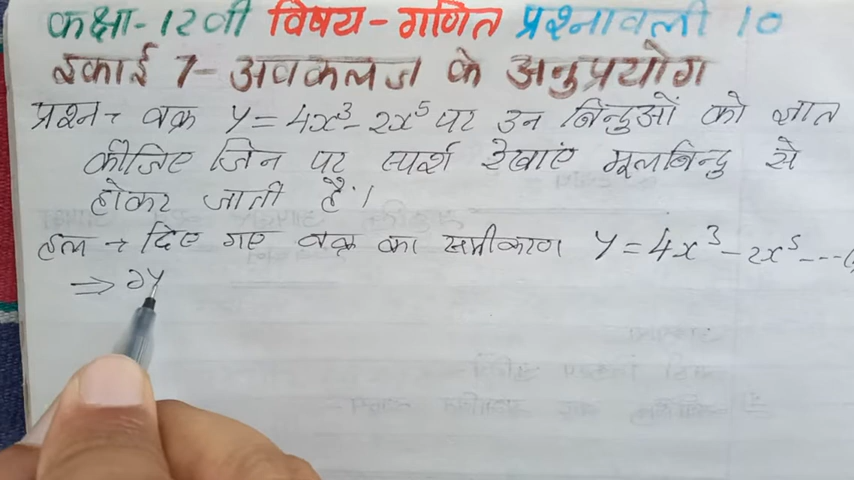 कक्षा-12वी विषय-गणित प्रश्नावली 10
इकाई 7- अवकलज के अनुप्रयोग
प्रश्न→ वक्र y=4x³-2x⁵ पर उन बिन्दुओं को ज्ञात
कीजिए जिन पर स्पर्श रेखाएं मूलबिन्दु से
होकर जाती हैं।
हल → दिए गए वक्र का समीकरण y=4x³-2x⁵---(
⇒ dy